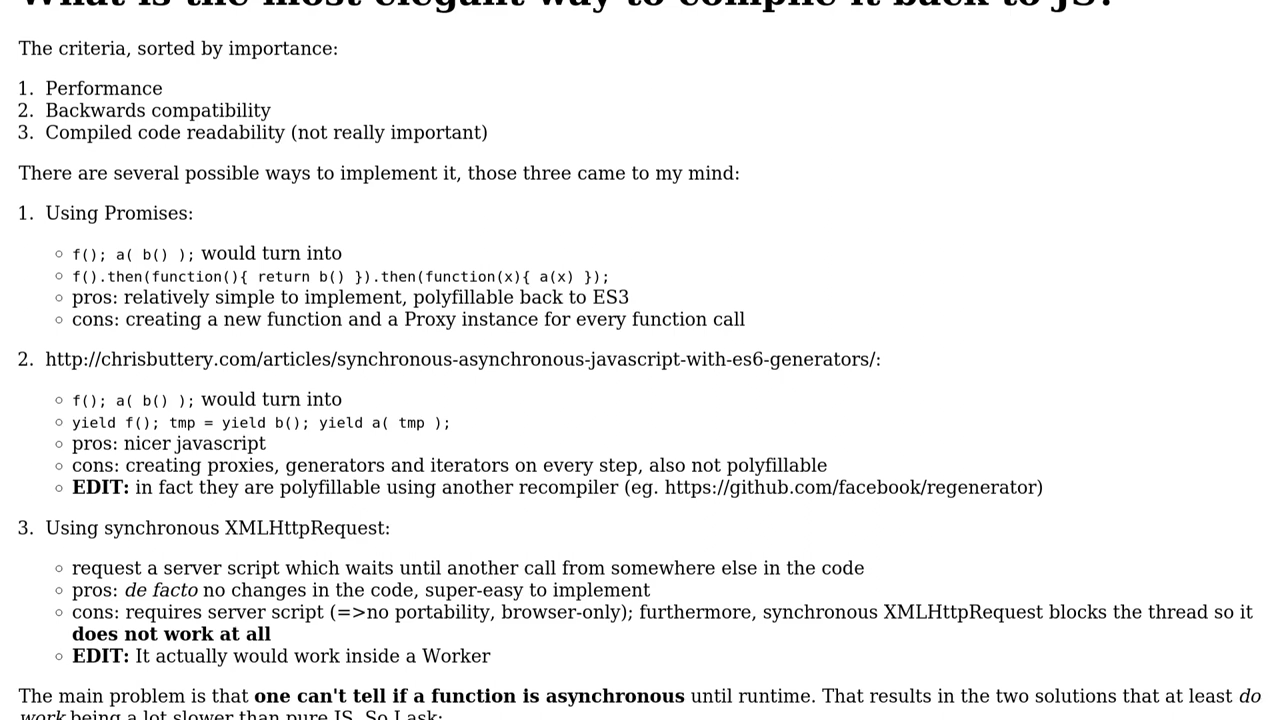 What is the most elegant way to compile it back to JS?
The criteria, sorted by importance:
1. Performance
2. Backwards compatibility
3. Compiled code readability (not really important)
There are several possible ways to implement it, those three came to my mind:
1. Using Promises:
◦ f(); a( b() ); would turn into
◦ f().then(function(){ return b() }).then(function(x){ a(x) });
◦ pros: relatively simple to implement, polyfillable back to ES3
◦ cons: creating a new function and a Proxy instance for every function call
2. http://chrisbuttery.com/articles/synchronous-asynchronous-javascript-with-es6-generators/:
◦ f(); a( b() ); would turn into
◦ yield f(); tmp = yield b(); yield a( tmp );
◦ pros: nicer javascript
◦ cons: creating proxies, generators and iterators on every step, also not polyfillable
◦ EDIT: in fact they are polyfillable using another recompiler (eg. https://github.com/facebook/regenerator)
3. Using synchronous XMLHttpRequest:
◦ request a server script which waits until another call from somewhere else in the code
◦ pros: de facto no changes in the code, super-easy to implement
◦ cons: requires server script (=>no portability, browser-only); furthermore, synchronous XMLHttpRequest blocks the thread so it
does not work at all
◦ EDIT: It actually would work inside a Worker
The main problem is that one can't tell if a function is asynchronous until runtime. That results in the two solutions that at least do
work being a lot slower than pure JS. So I ask: